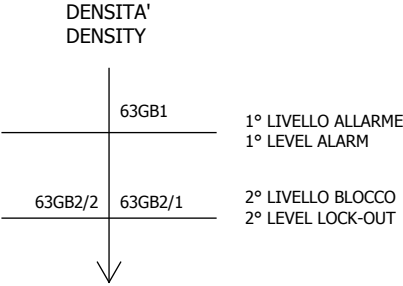 DENSITA'
DENSITY
63GB1
1° LIVELLO ALLARME
1° LEVEL ALARM
63GB2/2 63GB2/1
2° LIVELLO BLOCCO
2° LEVEL LOCK-OUT